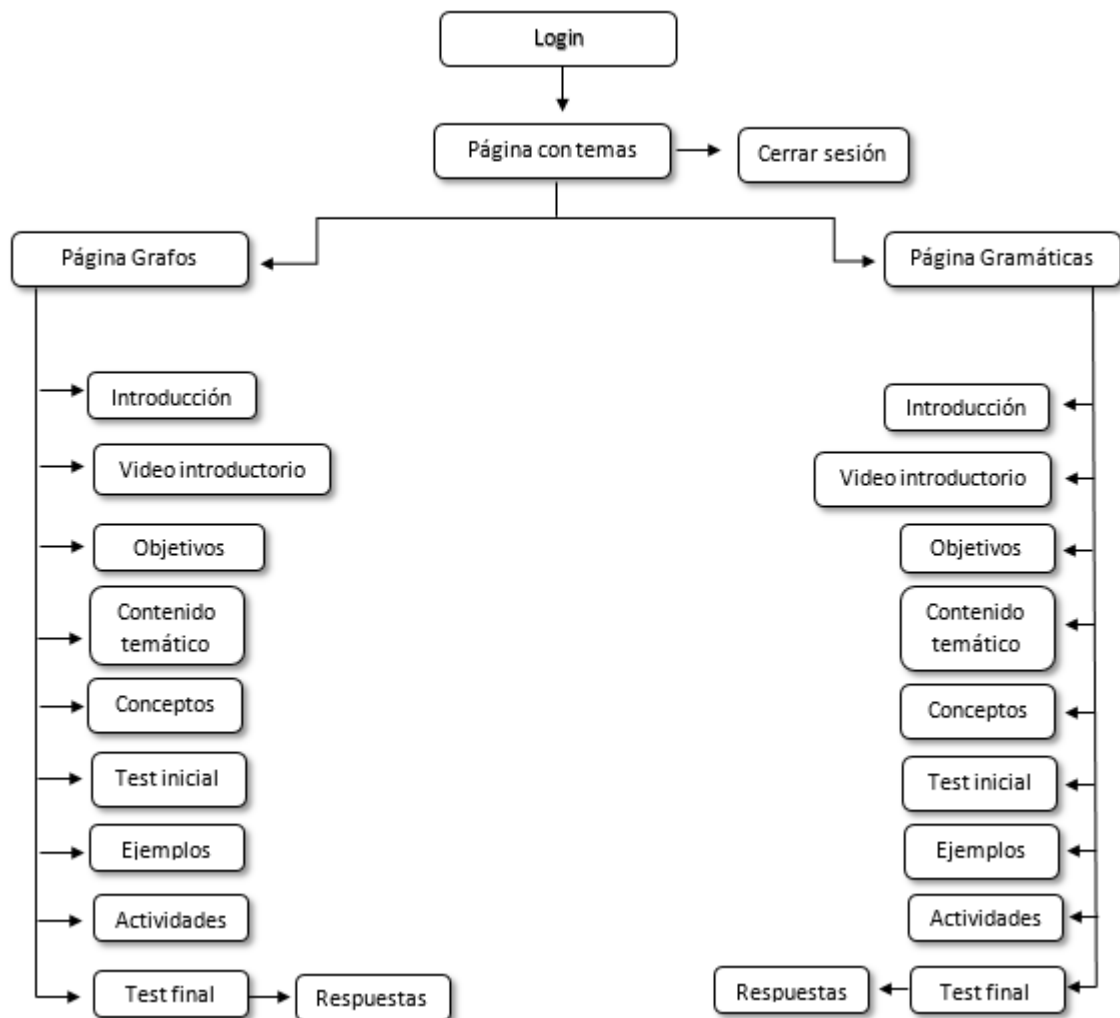 Login
Página con temas
Cerrar sesión
Página Grafos
Página Gramáticas
Introducción
Video introductorio
Objetivos
Contenido
temático
Conceptos
Test inicial
Ejemplos
Actividades
Test final
Respuestas
Introducción
Video introductorio
Objetivos
Contenido
temático
Conceptos
Test inicial
Ejemplos
Actividades
Respuestas
Test final